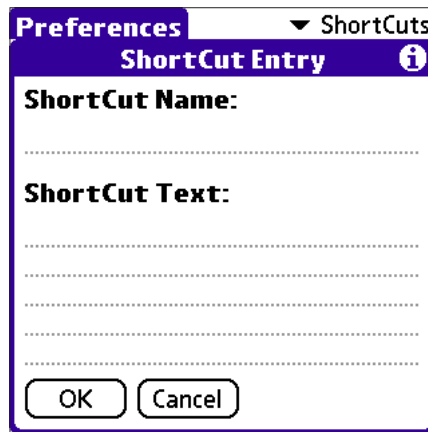 Preferences ShortCuts
ShortCut Entry
ShortCut Name:
ShortCut Text:
OK Cancel